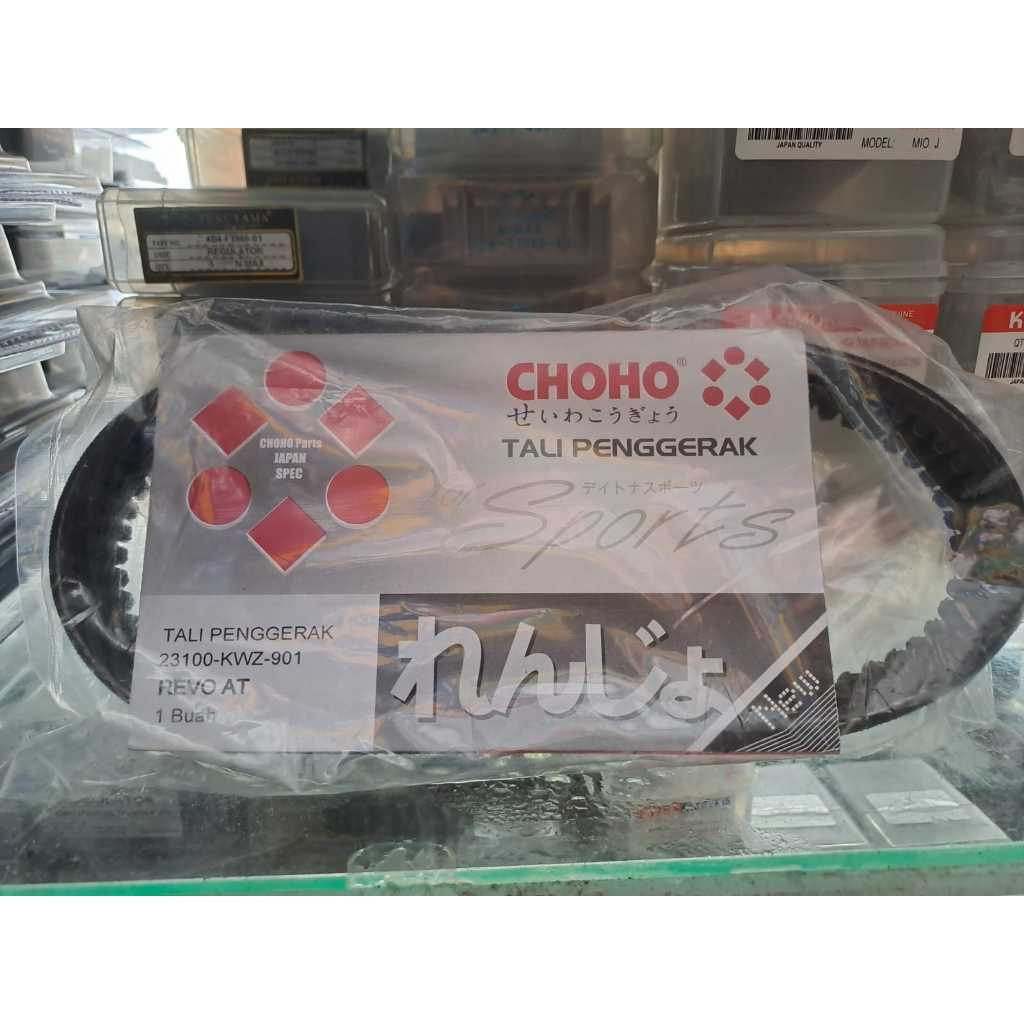 JAPAN QUALITY
MODEL: MIO J
REGULATOR
N MAX
CHOHO®
せいわこうぎょう
TALI PENGGERAK
デイトナスポーツ
Sports
CHOHO Parts
JAPAN
SPEC
TALI PENGGERAK
23100-KWZ-901
REVO AT
1 Buah
れんじょ